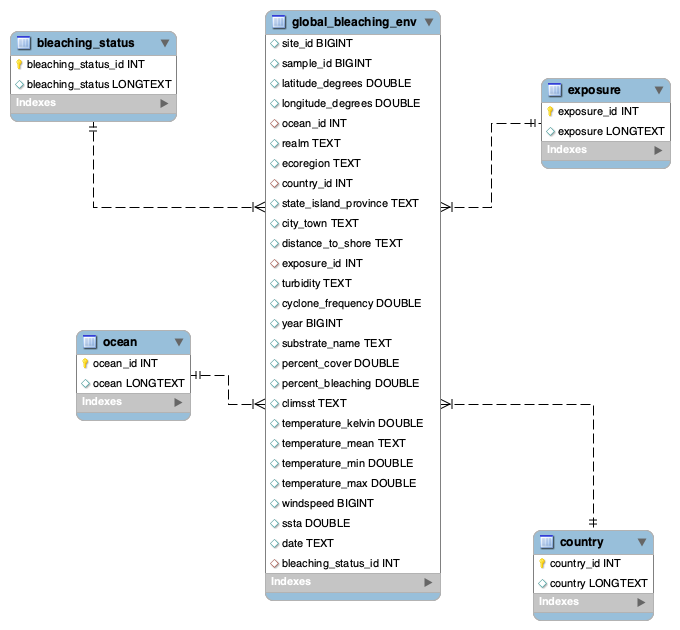 bleaching_status
bleaching_status_id INT
bleaching_status LONGTEXT
Indexes
global_bleaching_env
site_id BIGINT
sample_id BIGINT
latitude_degrees DOUBLE
longitude_degrees DOUBLE
ocean_id INT
realm TEXT
ecoregion TEXT
country_id INT
state_island_province TEXT
city_town TEXT
distance_to_shore TEXT
exposure_id INT
turbidity TEXT
cyclone_frequency DOUBLE
year BIGINT
substrate_name TEXT
percent_cover DOUBLE
percent_bleaching DOUBLE
climsst TEXT
temperature_kelvin DOUBLE
temperature_mean TEXT
temperature_min DOUBLE
temperature_max DOUBLE
windspeed BIGINT
ssta DOUBLE
date TEXT
bleaching_status_id INT
Indexes
exposure
exposure_id INT
exposure LONGTEXT
Indexes
ocean
ocean_id INT
ocean LONGTEXT
Indexes
country
country_id INT
country LONGTEXT
Indexes